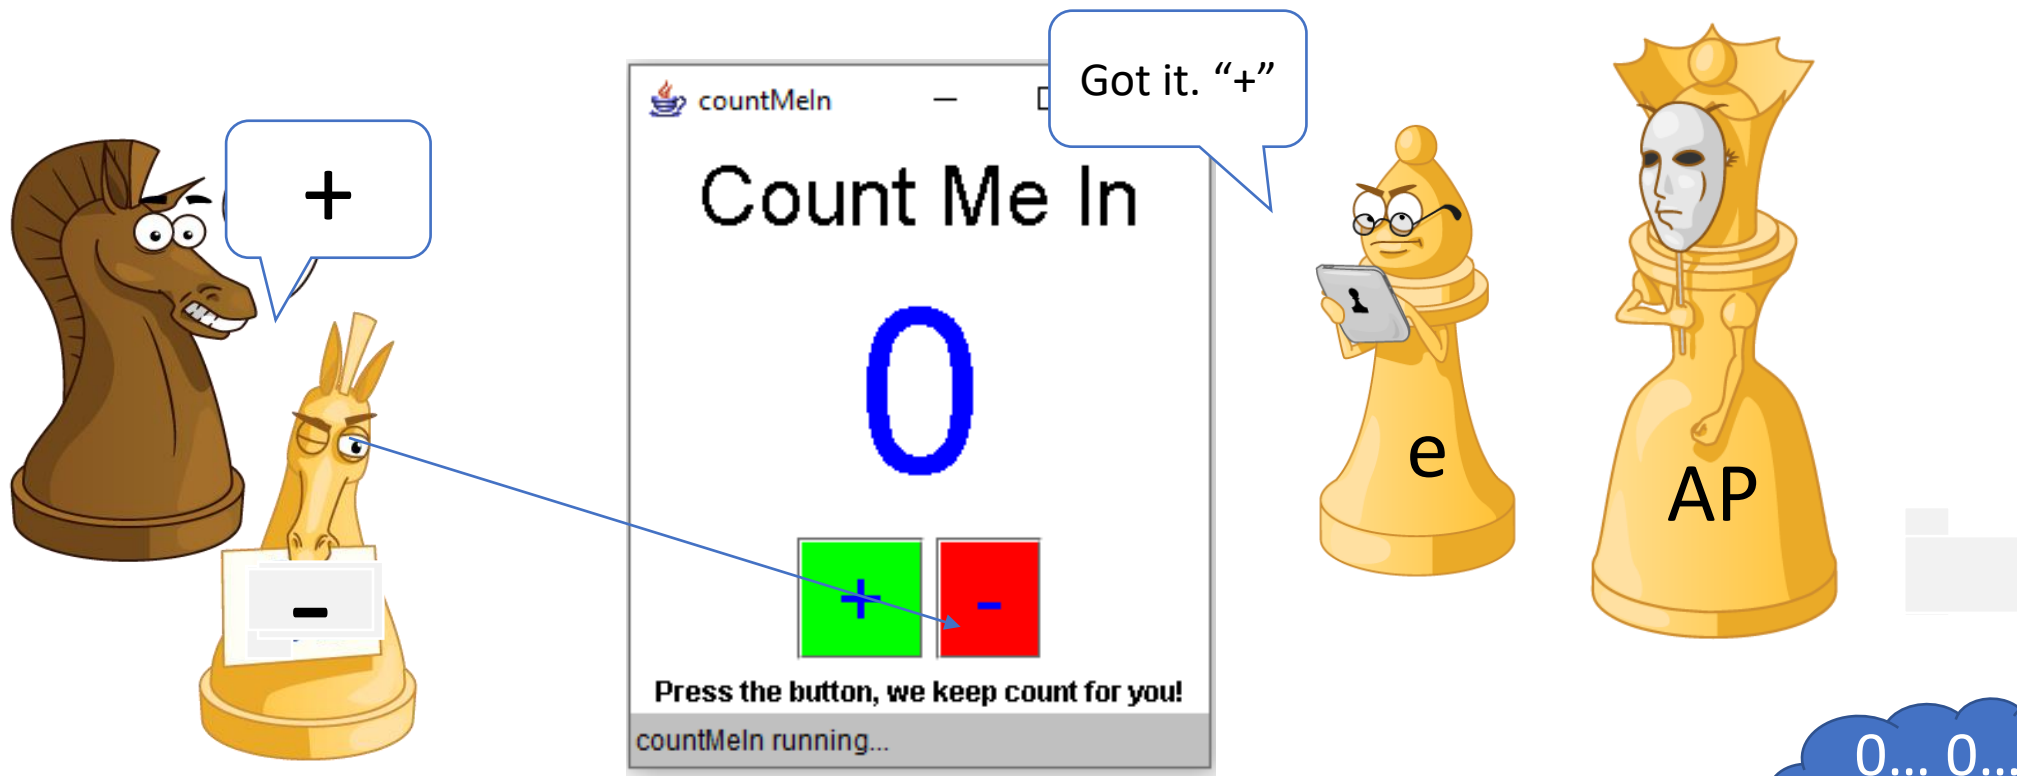 +
-
countMeIn
Count Me In
0
+ -
Press the button, we keep count for you!
countMeIn running...
Got it. “+”
e
AP
0... 0...